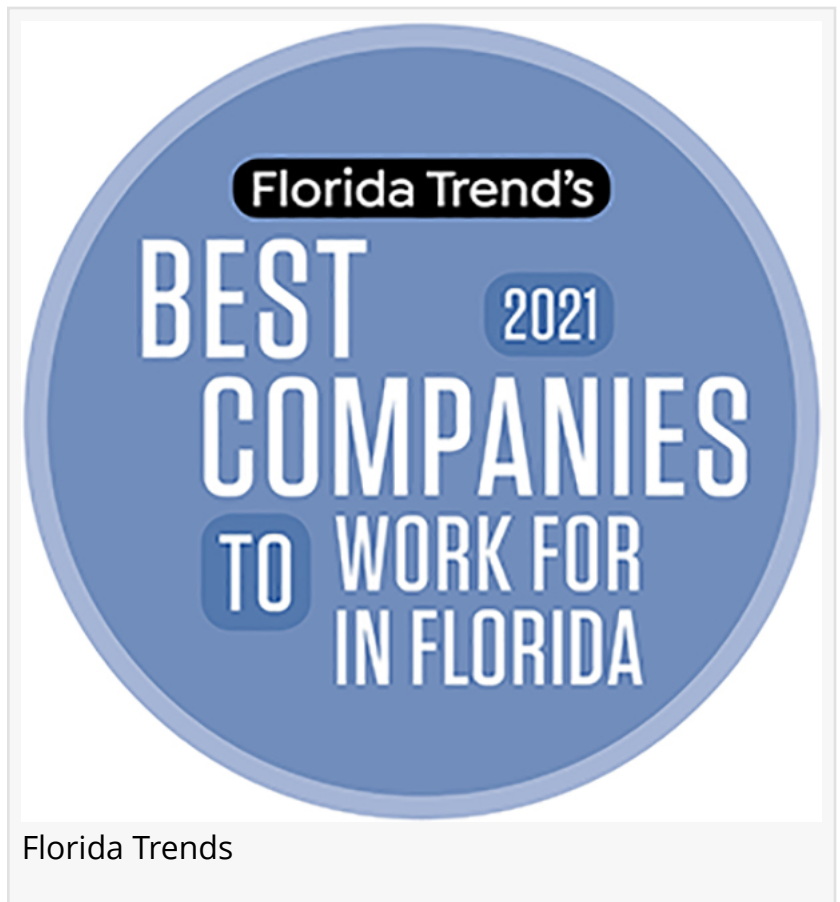 Florida Trend's
BEST
2021
COMPANIES
TO
WORK FOR
IN FLORIDA
Florida Trends